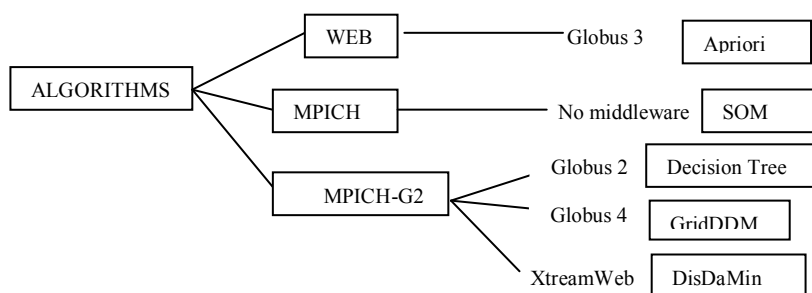 WEB Globus 3 Apriori
ALGORITHMS
MPICH No middleware SOM
Globus 2 Decision Tree
MPICH-G2
Globus 4 GridDDM
XtreamWeb DisDaMin